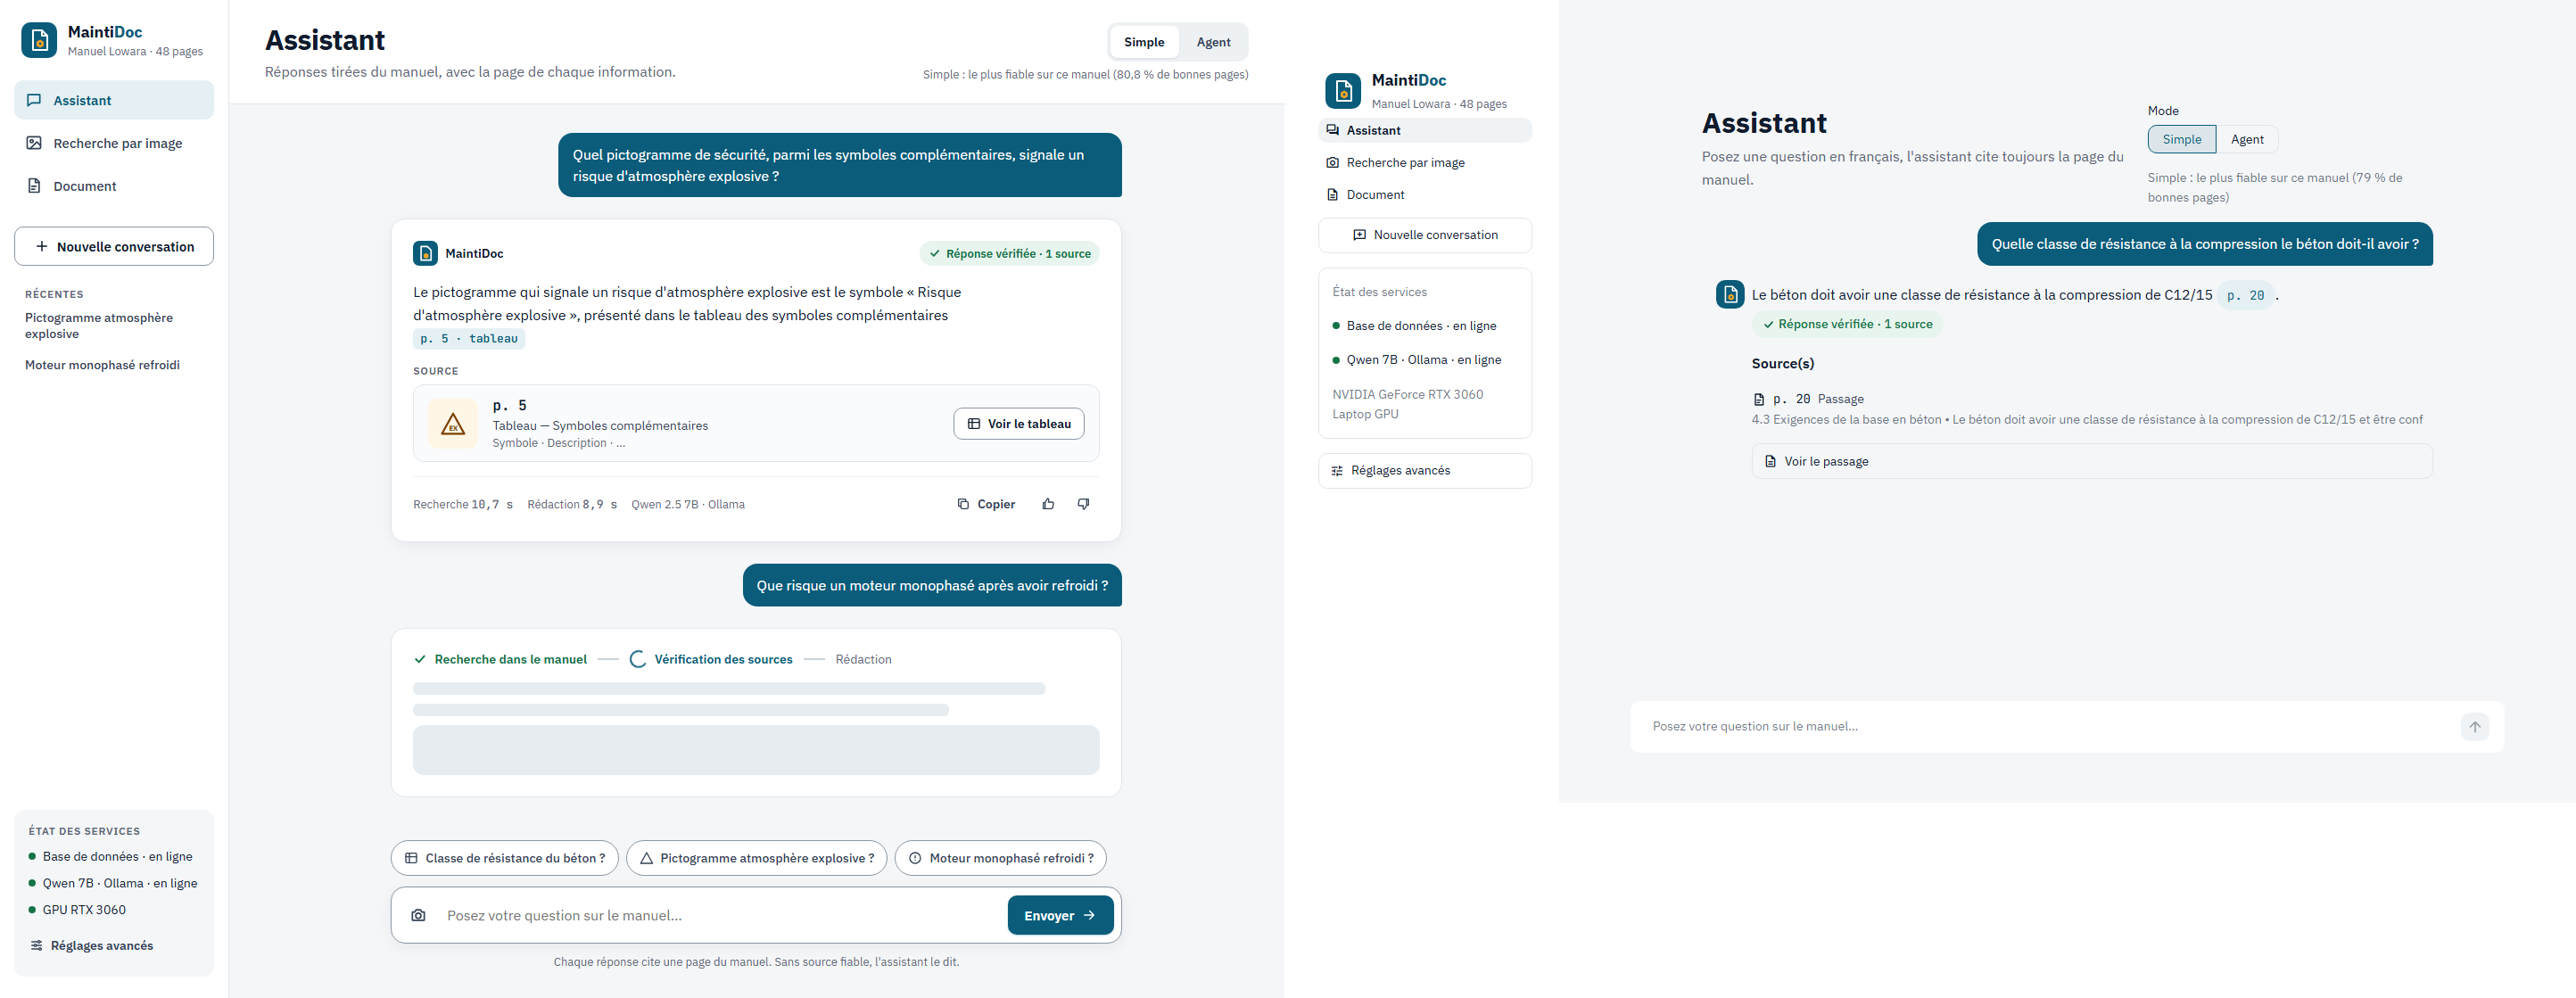 MaintiDoc
Manuel Lowara · 48 pages
Assistant
Recherche par image
Document
Nouvelle conversation
RÉCENTES
Pictogramme atmosphère
explosive
Moteur monophasé refroidi
ÉTAT DES SERVICES
Base de données · en ligne
Qwen 7B · Ollama · en ligne
GPU RTX 3060
Réglages avancés
Assistant
Réponses tirées du manuel, avec la page de chaque information.
Simple
Agent
Simple : le plus fiable sur ce manuel (80,8 % de bonnes pages)
Quel pictogramme de sécurité, parmi les symboles complémentaires, signale un
risque d'atmosphère explosive ?
MaintiDoc
Réponse vérifiée · 1 source
Le pictogramme qui signale un risque d'atmosphère explosive est le symbole « Risque
d'atmosphère explosive », présenté dans le tableau des symboles complémentaires
p. 5 · tableau
SOURCE
EX
p. 5
Tableau — Symboles complémentaires
Symbole · Description · ...
Voir le tableau
Recherche 10,7 s Rédaction 8,9 s Qwen 2.5 7B · Ollama
Copier
Que risque un moteur monophasé après avoir refroidi ?
Recherche dans le manuel
Vérification des sources
Rédaction
Classe de résistance du béton ?
Pictogramme atmosphère explosive ?
Moteur monophasé refroidi ?
Posez votre question sur le manuel...
Envoyer
Chaque réponse cite une page du manuel. Sans source fiable, l'assistant le dit.
MaintiDoc
Manuel Lowara · 48 pages
Assistant
Recherche par image
Document
Nouvelle conversation
État des services
Base de données · en ligne
Qwen 7B · Ollama · en ligne
NVIDIA GeForce RTX 3060
Laptop GPU
Réglages avancés
Assistant
Posez une question en français, l'assistant cite toujours la page du
manuel.
Mode
Simple
Agent
Simple : le plus fiable sur ce manuel (79 % de
bonnes pages)
Quelle classe de résistance à la compression le béton doit-il avoir ?
Le béton doit avoir une classe de résistance à la compression de C12/15 p. 20 .
Réponse vérifiée · 1 source
Source(s)
p. 20 Passage
4.3 Exigences de la base en béton • Le béton doit avoir une classe de résistance à la compression de C12/15 et être conf
Voir le passage
Posez votre question sur le manuel...